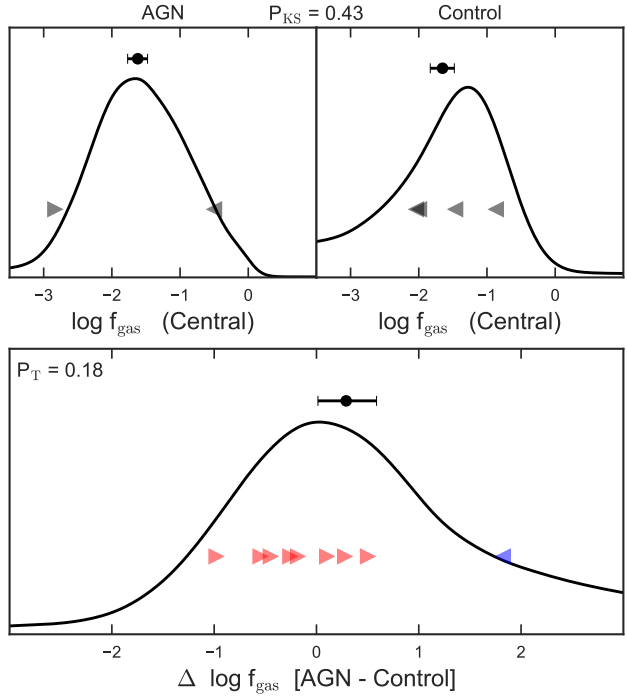 AGN P_KS = 0.43 Control
−3 −2 −1 0 −3 −2 −1 0
log f_gas (Central) log f_gas (Central)
P_T = 0.18
−2 −1 0 1 2
Δ log f_gas [AGN - Control]